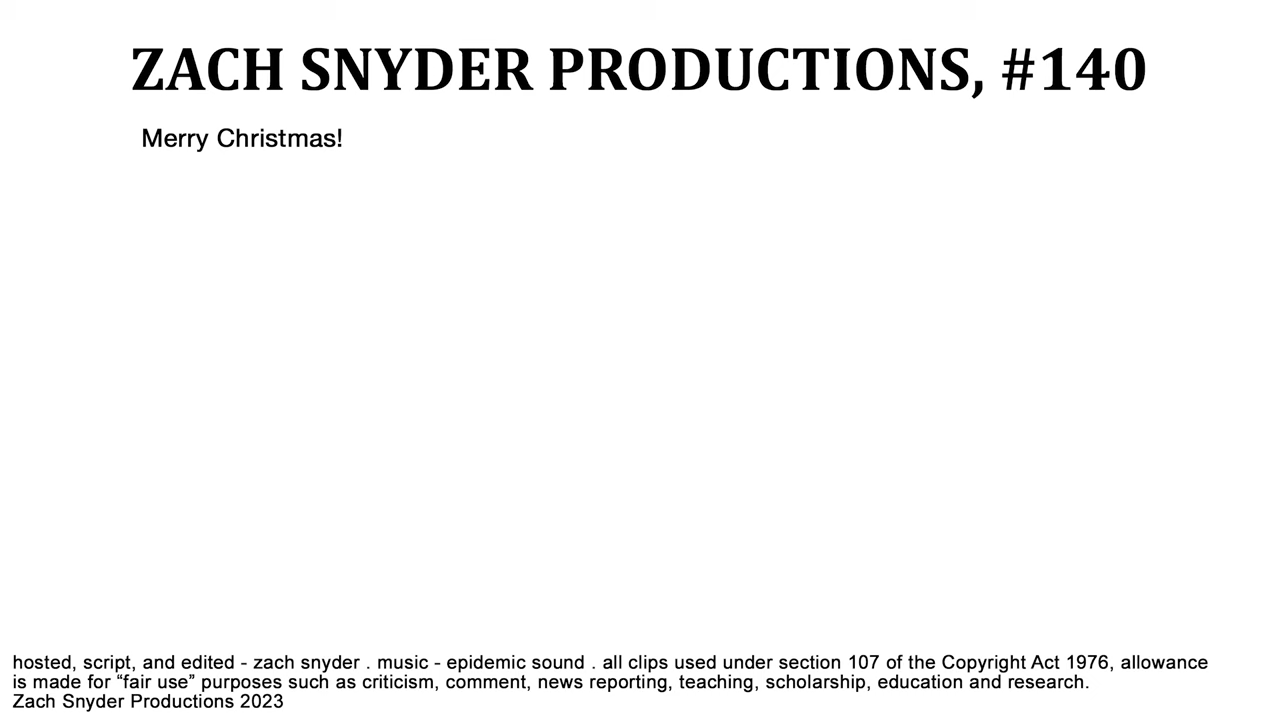 ZACH SNYDER PRODUCTIONS, #140
Merry Christmas!
hosted, script, and edited - zach snyder . music - epidemic sound . all clips used under section 107 of the Copyright Act 1976, allowance
is made for “fair use” purposes such as criticism, comment, news reporting, teaching, scholarship, education and research.
Zach Snyder Productions 2023